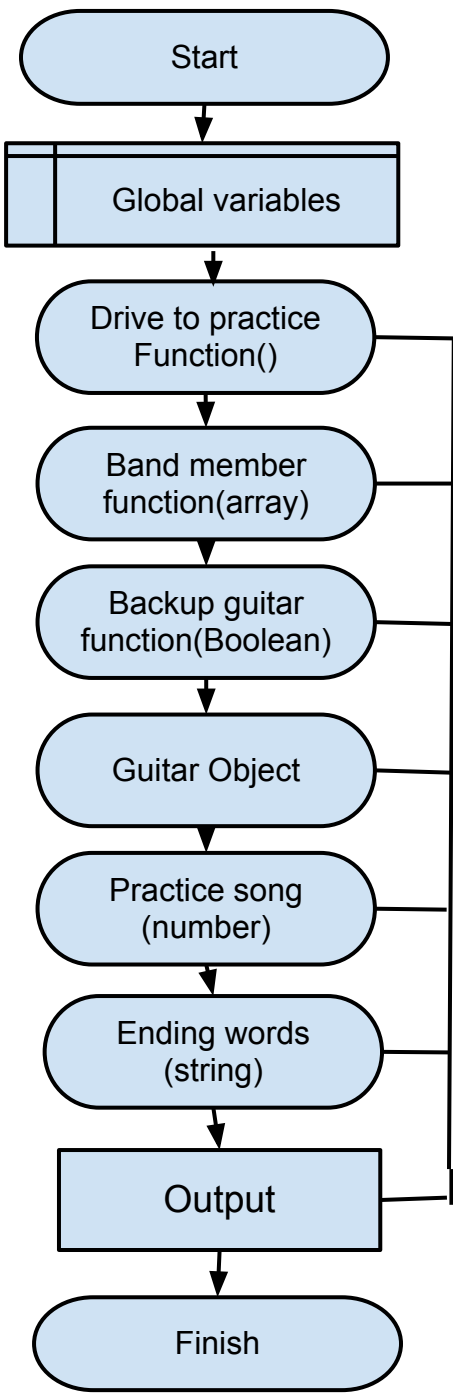 Start
Global variables
Drive to practice
Function()
Band member
function(array)
Backup guitar
function(Boolean)
Guitar Object
Practice song
(number)
Ending words
(string)
Output
Finish